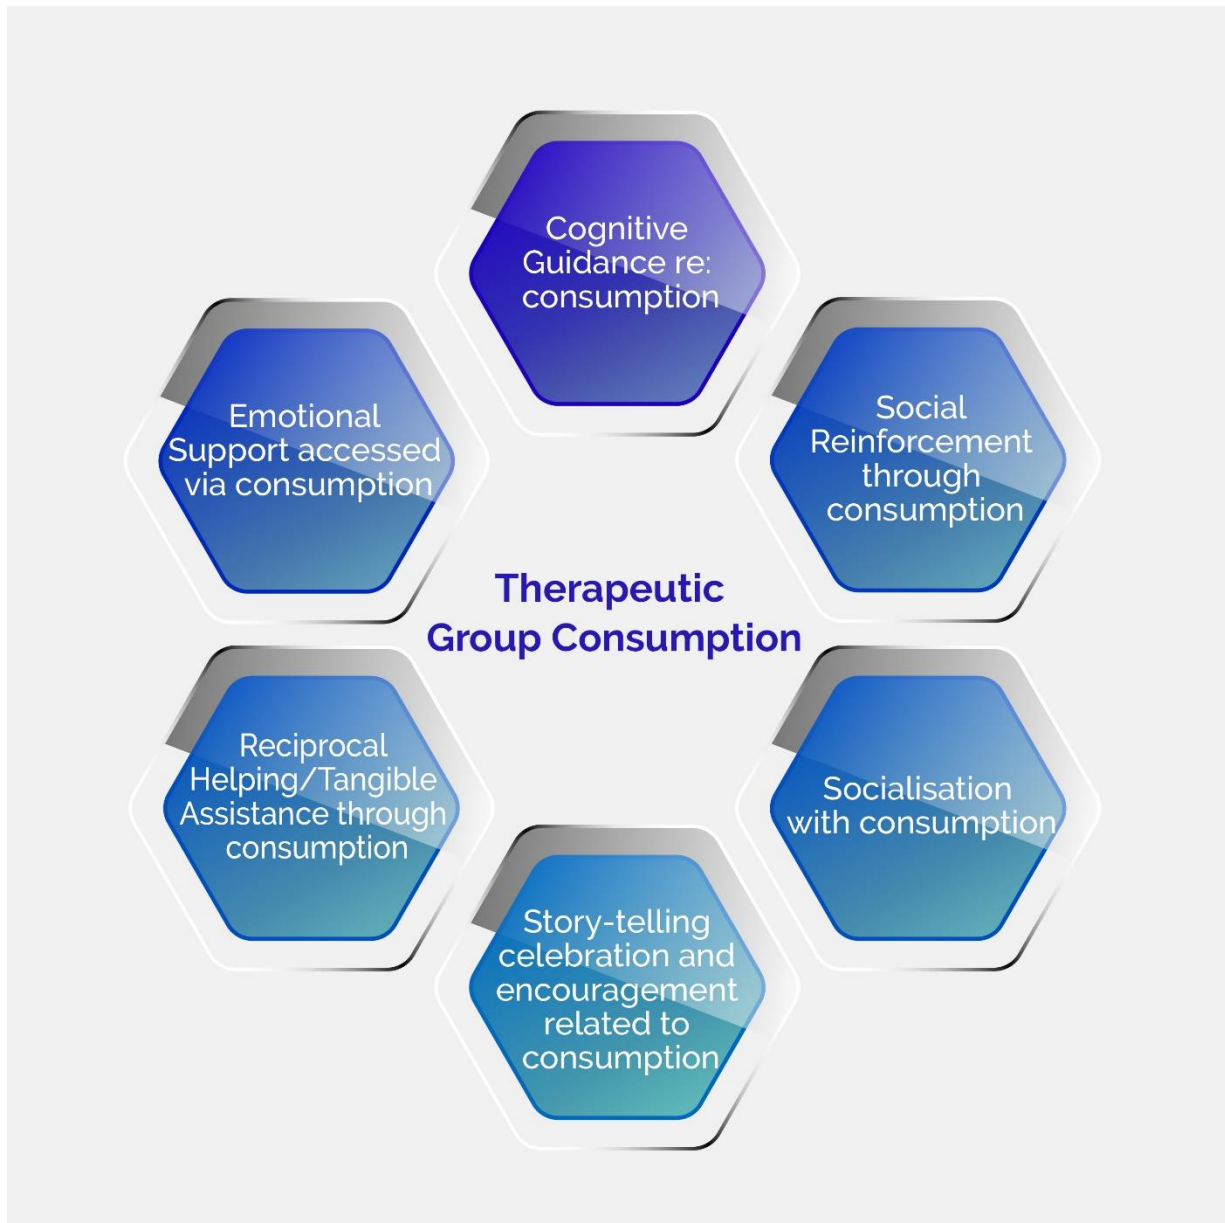 Cognitive
Guidance re:
consumption
Social
Reinforcement
through
consumption
Socialisation
with consumption
Story-telling
celebration and
encouragement
related to
consumption
Reciprocal
Helping/Tangible
Assistance through
consumption
Emotional
Support accessed
via consumption
Therapeutic
Group Consumption